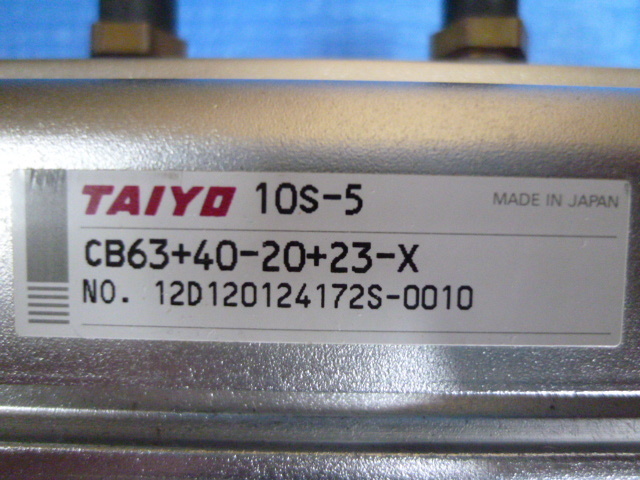 TAIYO 10S-5 MADE IN JAPAN
CB63+40-20+23-X
NO. 12D120124172S-0010